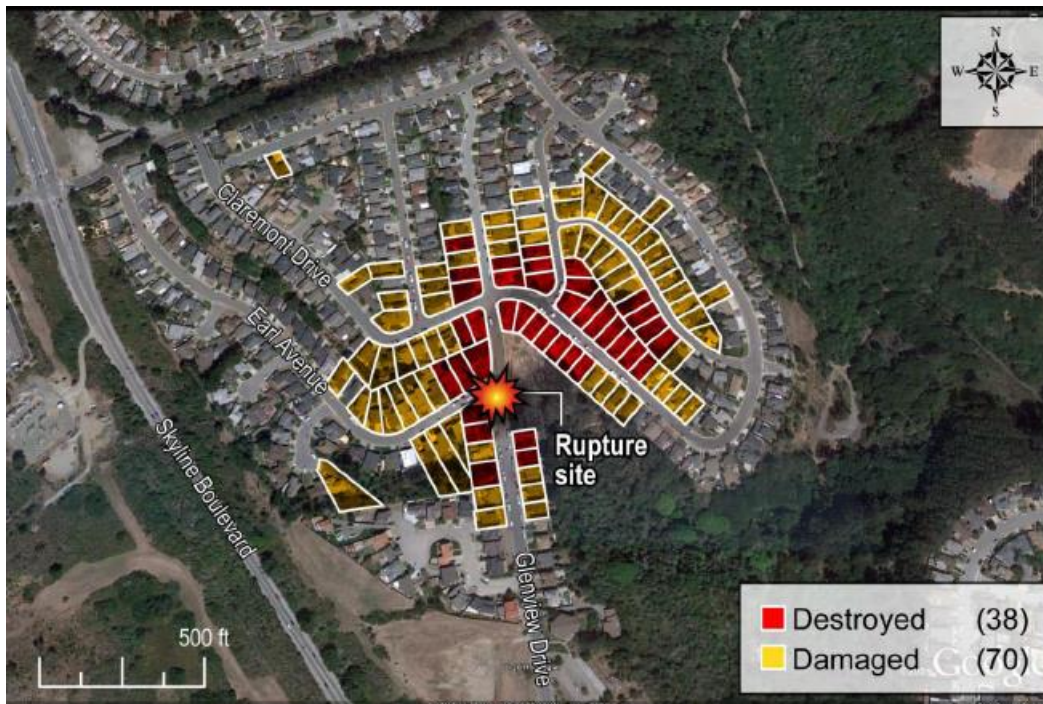 N
W E
S
Claremont Drive
Earl Avenue
Skyline Boulevard
Rupture
site
Glenview Drive
500 ft
Destroyed (38)
Damaged (70)